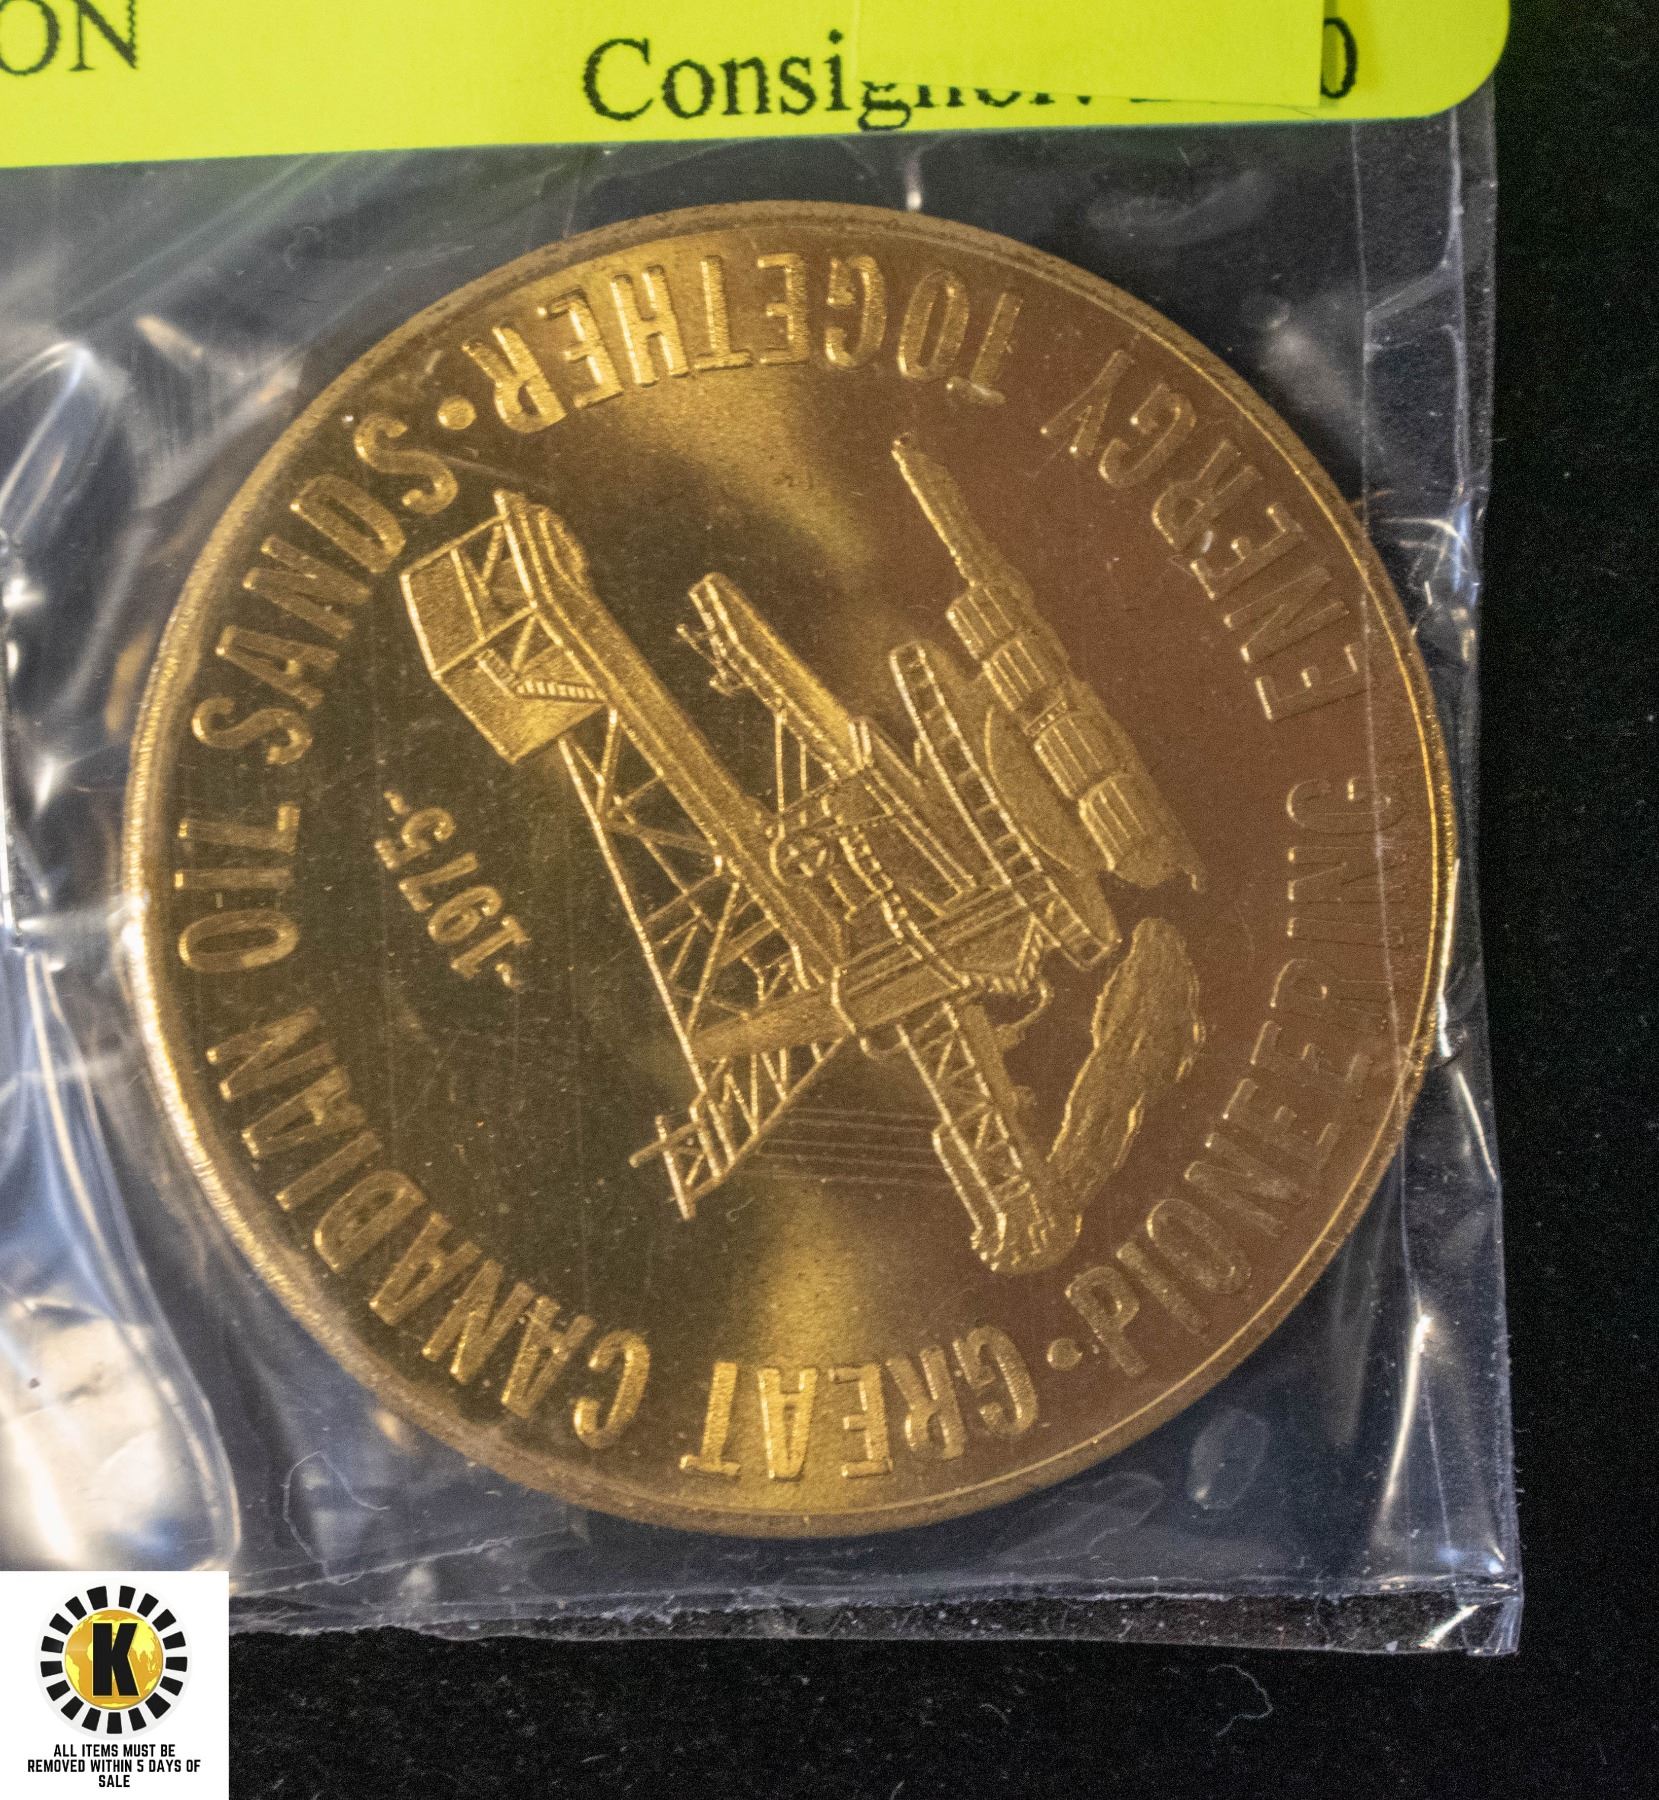 ON
Consignor
0
• GREAT CANADIAN OIL SANDS •
-1975-
PIONEERING ENERGY TOGETHER
K
ALL ITEMS MUST BE
REMOVED WITHIN 5 DAYS OF
SALE